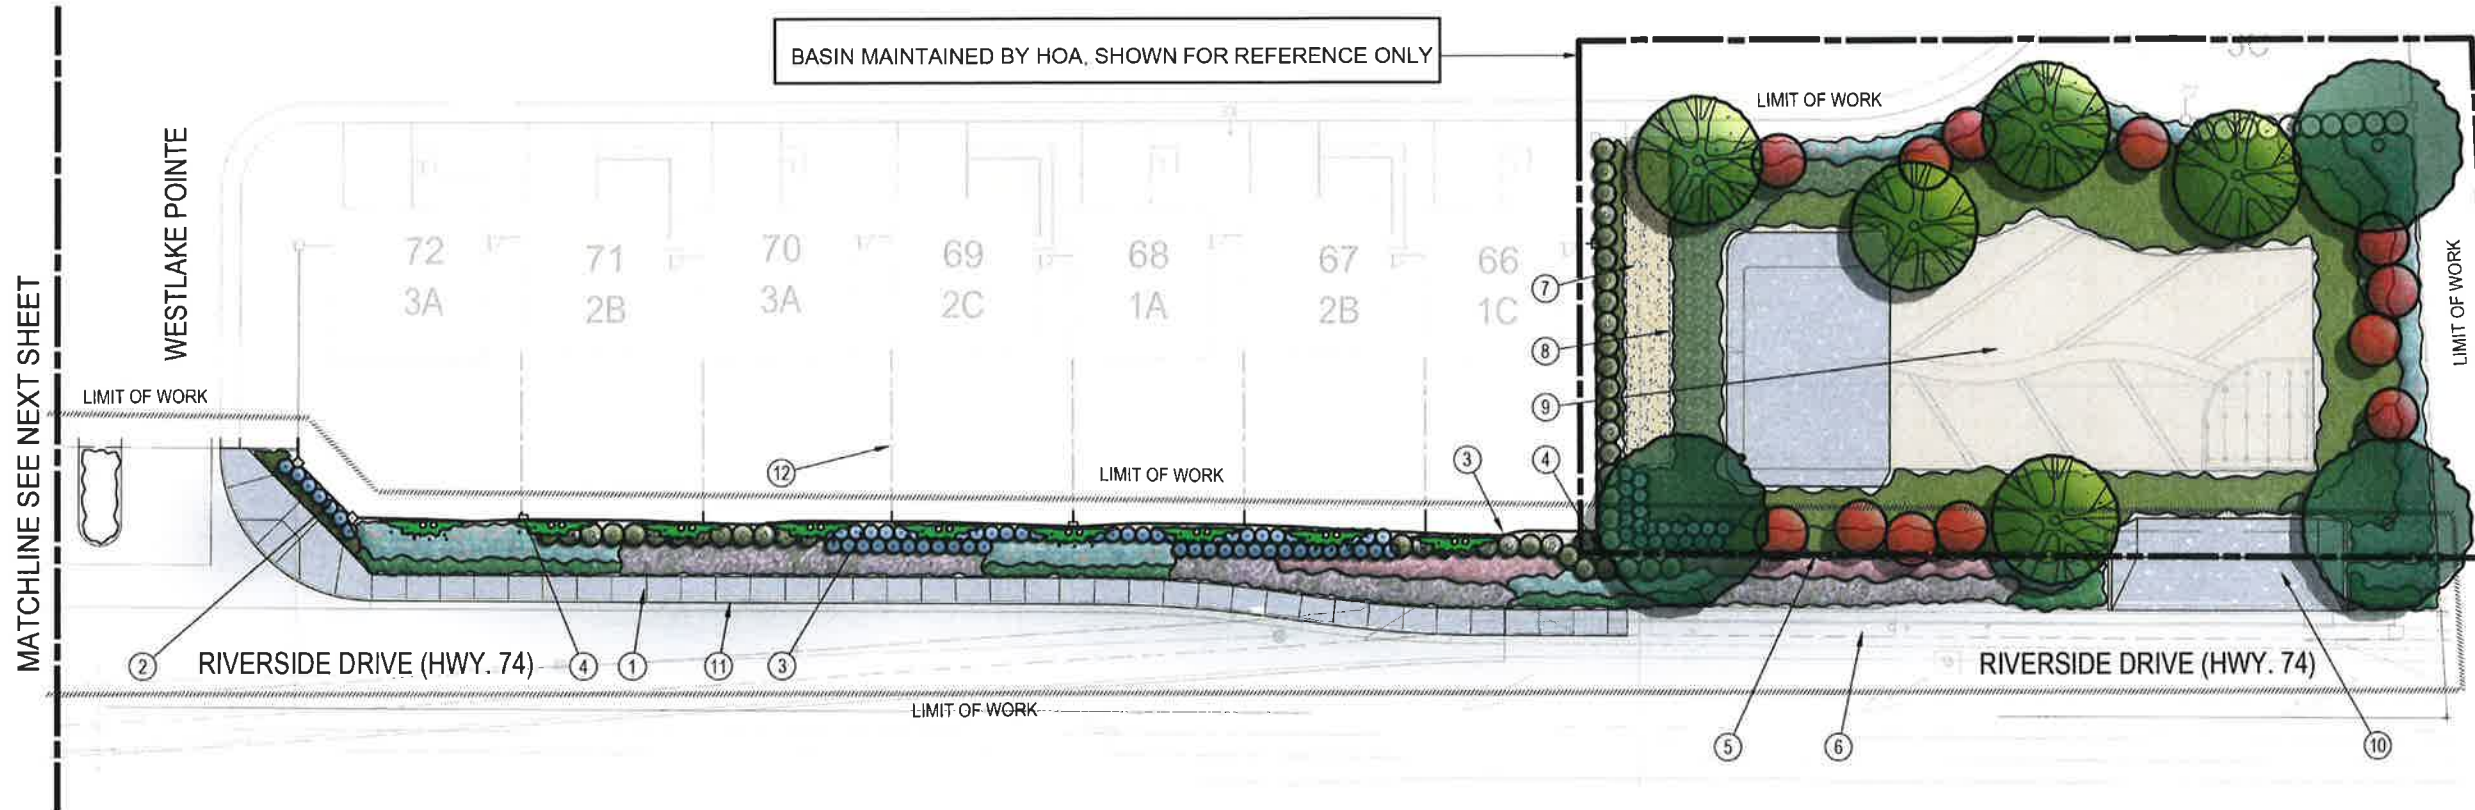 BASIN MAINTAINED BY HOA, SHOWN FOR REFERENCE ONLY
3C
LIMIT OF WORK
LIMIT OF WORK
MATCHLINE SEE NEXT SHEET
WESTLAKE POINTE
LIMIT OF WORK
72
3A
71
2B
70
3A
69
2C
68
1A
67
2B
66
1C
7
8
9
3
4
12
LIMIT OF WORK
2
RIVERSIDE DRIVE (HWY. 74)
4
1
11
3
RIVERSIDE DRIVE (HWY. 74)
LIMIT OF WORK
5
6
10